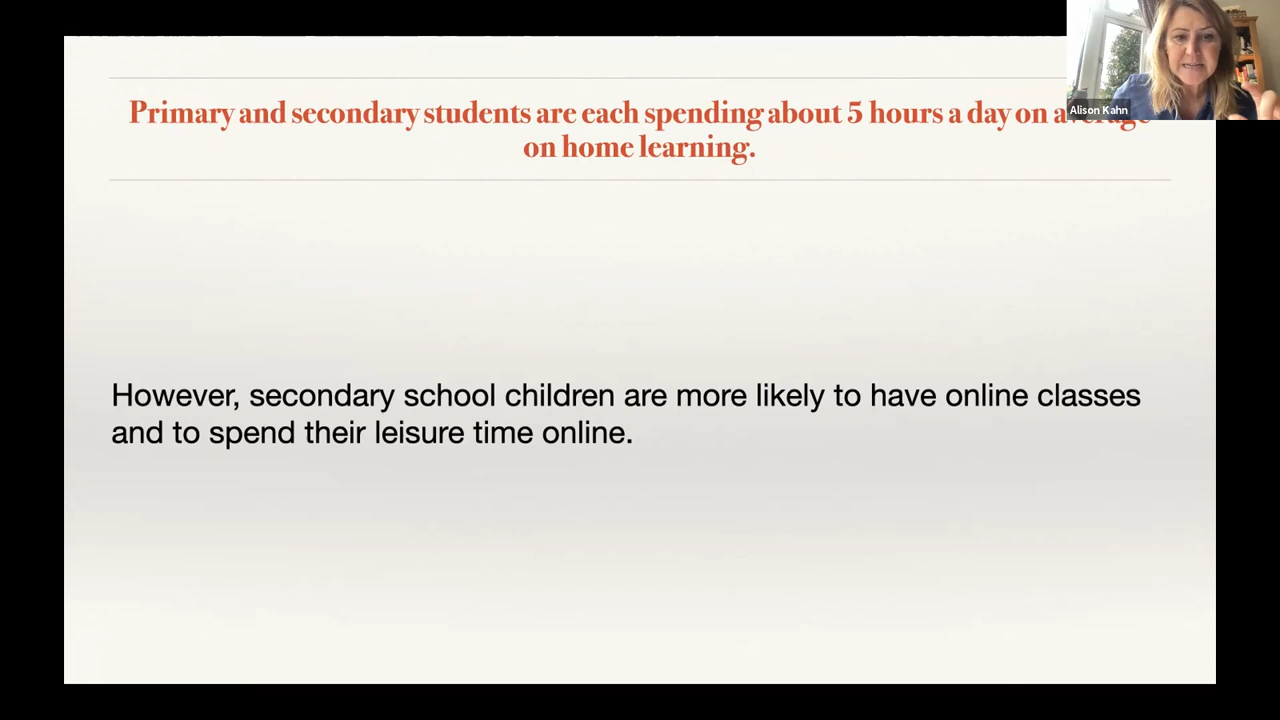 Primary and secondary students are each spending about 5 hours a day on average
on home learning.
Alison Kahn
However, secondary school children are more likely to have online classes
and to spend their leisure time online.